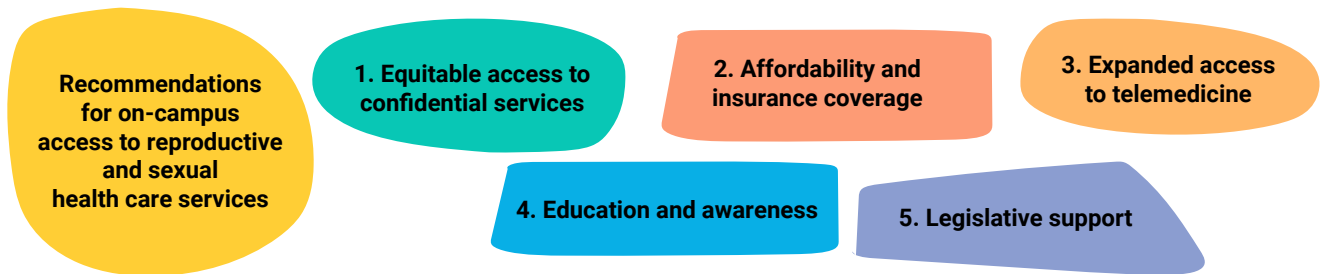 Recommendations
for on-campus
access to reproductive
and sexual
health care services
1. Equitable access to
confidential services
2. Affordability and
insurance coverage
3. Expanded access
to telemedicine
4. Education and awareness
5. Legislative support